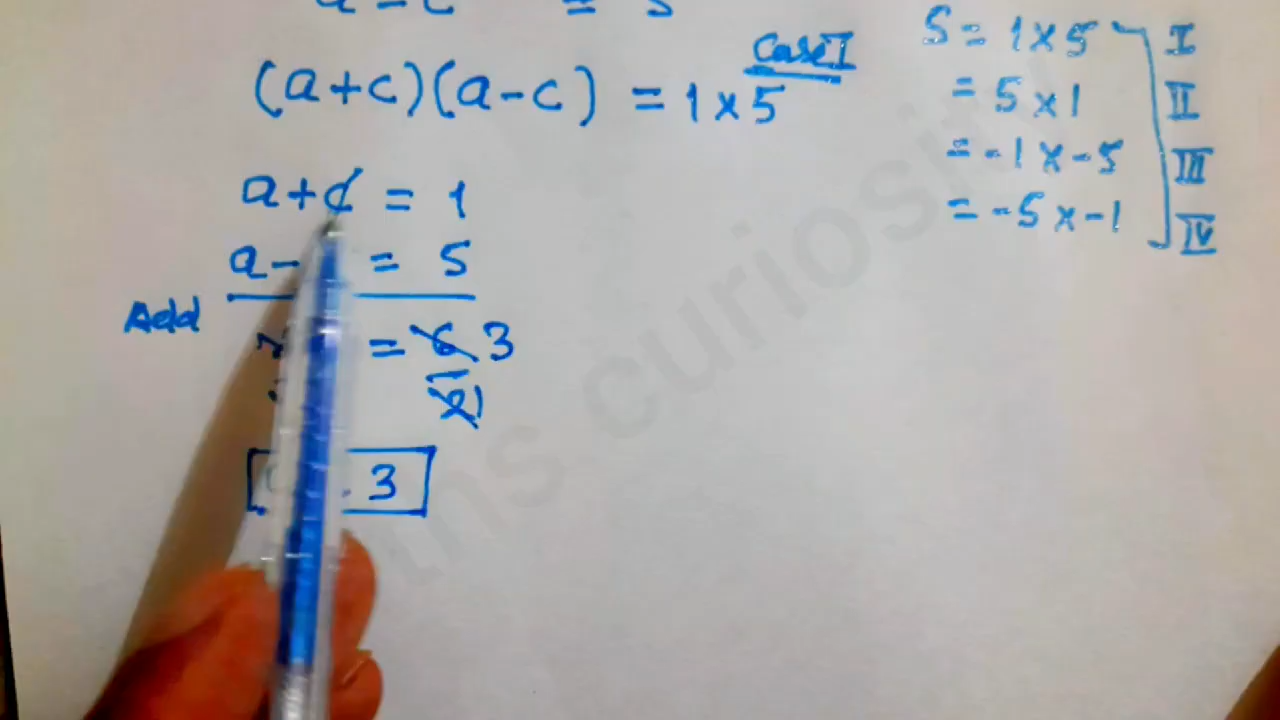 (a+c)(a-c) = 1×5
Case I
a+c = 1
a- = 5
Add
= 6 3
2
3
5 = 1×5 I
= 5×1 II
= -1×-5 III
= -5×-1 IV
curiosity